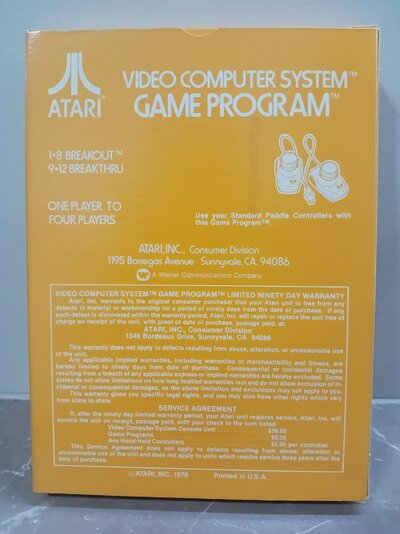 ATARI®
VIDEO COMPUTER SYSTEM™
GAME PROGRAM™
1•8 BREAKOUT™
9•12 BREAKTHRU
ONE PLAYER TO
FOUR PLAYERS
Use your Standard Paddle Controllers with
this Game Program™.
ATARI, INC., Consumer Division
1195 Borregas Avenue Sunnyvale, CA. 94086
A Warner Communications Company
VIDEO COMPUTER SYSTEM™ GAME PROGRAM™ LIMITED NINETY DAY WARRANTY
Atari, Inc. warrants to the original consumer purchaser that your Atari unit is free from any
defects in material or workmanship for a period of ninety days from the date of purchase. If any
such defect is discovered within the warranty period, Atari, Inc. will repair or replace the unit free of
charge on receipt of the unit, with proof of date of purchase, postage paid, at:
ATARI, INC., Consumer Division
1346 Bordeaux Drive, Sunnyvale, CA 94086
This warranty does not apply to defects resulting from abuse, alteration, or unreasonable use
of the unit.
Any applicable implied warranties, including warranties of merchantibility and fitness, are
hereby limited to ninety days from date of purchase. Consequential or incidental damages
resulting from a breach of any applicable express or implied warranties are hereby excluded. Some
states do not allow limitations on how long implied warranties last and do not allow exclusion of in-
cidental or consequential damages, so the above limitation and exclusions may not apply to you.
This warranty gives you specific legal rights, and you may also have other rights which vary
from state to state.
SERVICE AGREEMENT
If, after the ninety day limited warranty period, your Atari unit requires service, Atari, Inc. will
service the unit on receipt, postage paid, with your check in the sum listed
Video Computer System Console Unit $36.00
Game Programs $6.00
Any Hand-Held Controllers $5.00 per controller
This Service Agreement does not apply to defects resulting from abuse, alteration or
unreasonable use of the unit and does not apply to units which require service three years after the
date of purchase.
© ATARI, INC. 1978 Printed in U.S.A.